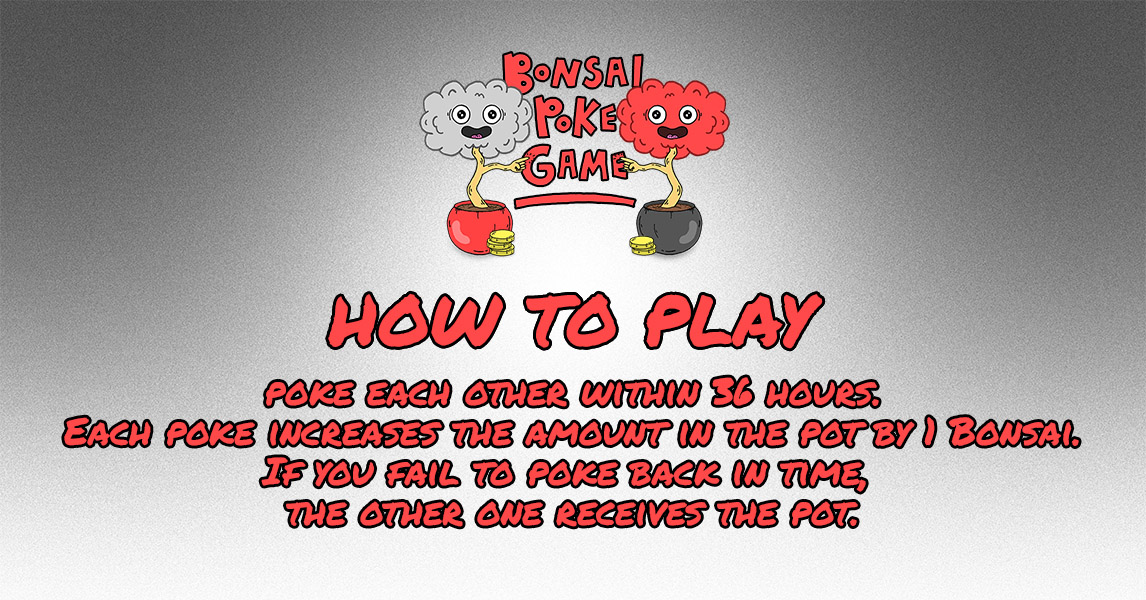 BONSAI
POKE
GAME
HOW TO PLAY
POKE EACH OTHER WITHIN 36 HOURS.
EACH POKE INCREASES THE AMOUNT IN THE POT BY 1 BONSAI.
IF YOU FAIL TO POKE BACK IN TIME,
THE OTHER ONE RECEIVES THE POT.